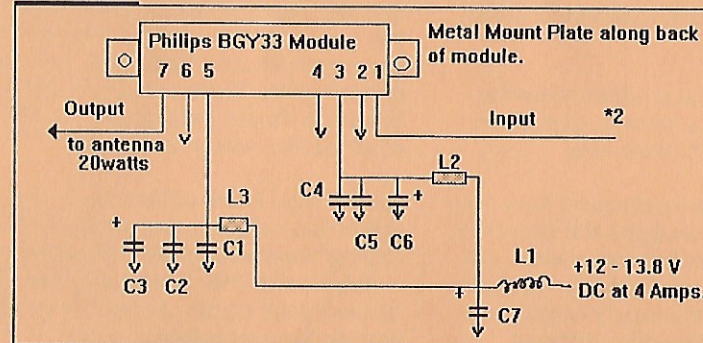 Philips BGY33 Module
Metal Mount Plate along back
of module.
7 6 5 4 3 2 1
Output
to antenna
20watts
Input *2
L2
C4
L3
+
+
C5 C6
C1
C3 C2
L1
+12 - 13.8 V
DC at 4 Amps.
+
C7